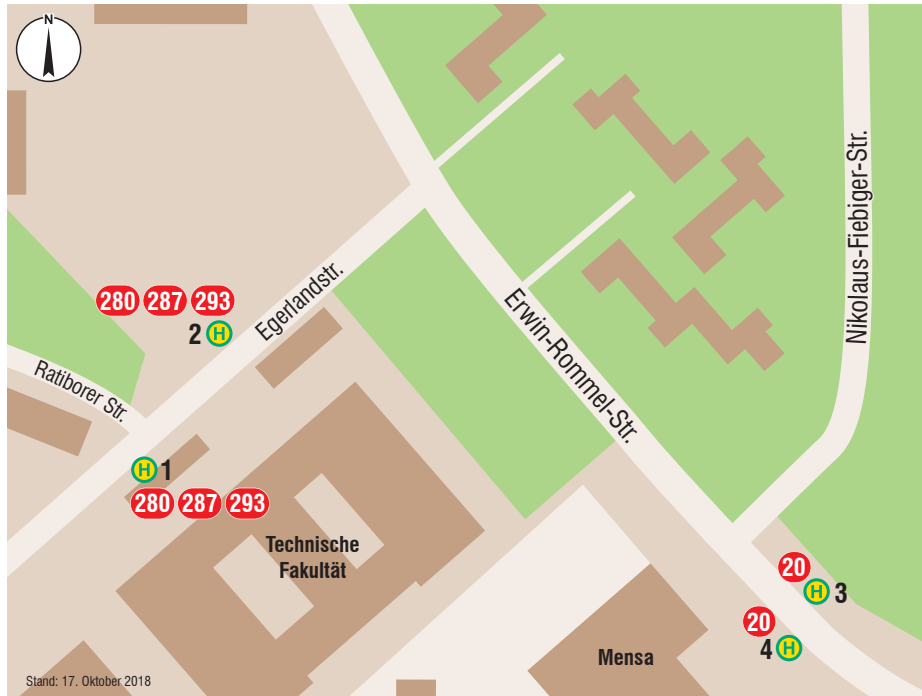 N
280 287 293
2 H
Egerlandstr.
Ratiborer Str.
H 1
280 287 293
Technische
Fakultät
Erwin-Rommel-Str.
Nikolaus-Fiebiger-Str.
20
H 3
20
4 H
Mensa
Stand: 17. Oktober 2018